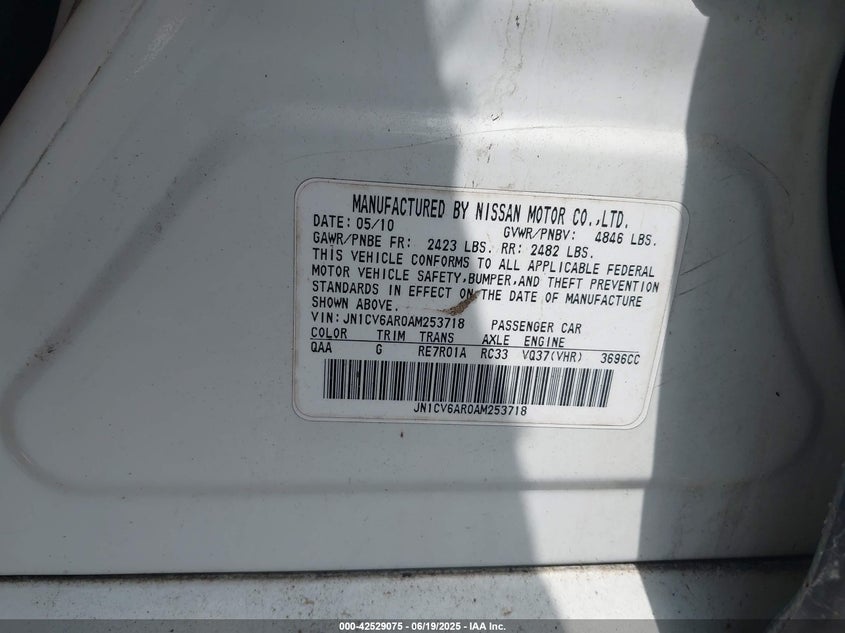 MANUFACTURED BY NISSAN MOTOR CO.,LTD.
DATE: 05/10 GVWR/PNBV: 4846 LBS.
GAWR/PNBE FR: 2423 LBS. RR: 2482 LBS.
THIS VEHICLE CONFORMS TO ALL APPLICABLE FEDERAL
MOTOR VEHICLE SAFETY,BUMPER,AND THEFT PREVENTION
STANDARDS IN EFFECT ON THE DATE OF MANUFACTURE
SHOWN ABOVE.
VIN: JN1CV6AR0AM253718 PASSENGER CAR
COLOR TRIM TRANS AXLE ENGINE
QAA G RE7R01A RC33 VQ37(VHR) 3696CC
JN1CV6AR0AM253718
000-42529075 - 06/19/2025 - IAA Inc.